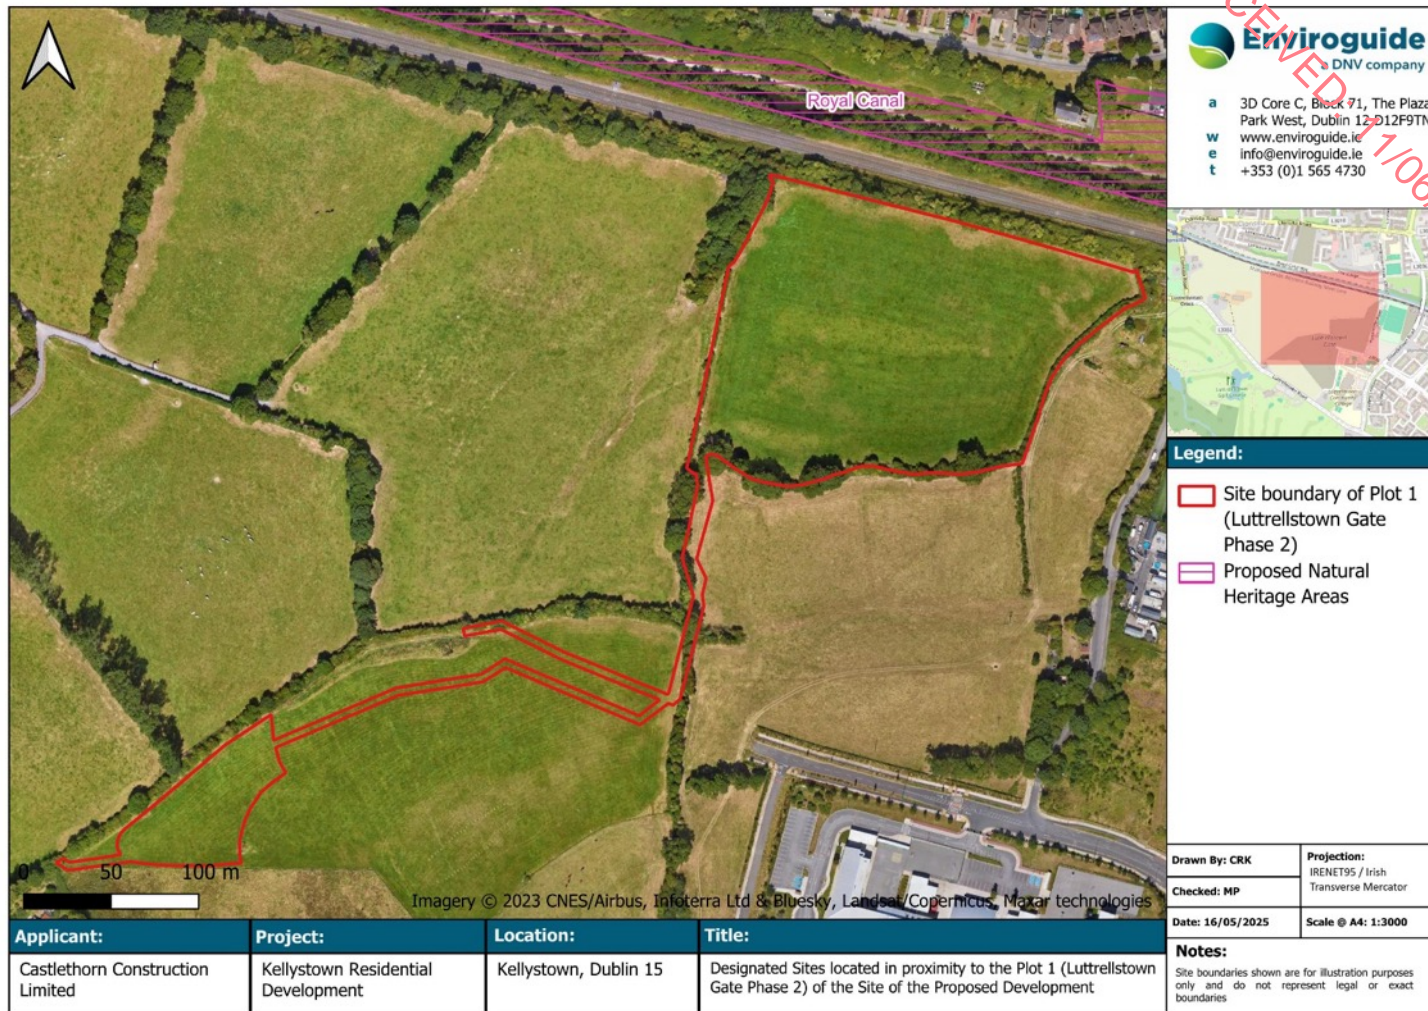 Royal Canal
0 50 100 m
Imagery © 2023 CNES/Airbus, Infoterra Ltd & Bluesky, Landsat/Copernicus, Maxar technologies
Enviroguide
a DNV company
a 3D Core C, Block 71, The Plaza
Park West, Dublin 12 D12F9TN
w www.enviroguide.ie
e info@enviroguide.ie
t +353 (0)1 565 4730
Legend:
Site boundary of Plot 1
(Luttrellstown Gate
Phase 2)
Proposed Natural
Heritage Areas
Drawn By: CRK
Projection:
IRENET95 / Irish
Transverse Mercator
Checked: MP
Date: 16/05/2025
Scale @ A4: 1:3000
Notes:
Site boundaries shown are for illustration purposes
only and do not represent legal or exact
boundaries
Applicant:
Castlethorn Construction
Limited
Project:
Kellystown Residential
Development
Location:
Kellystown, Dublin 15
Title:
Designated Sites located in proximity to the Plot 1 (Luttrellstown
Gate Phase 2) of the Site of the Proposed Development